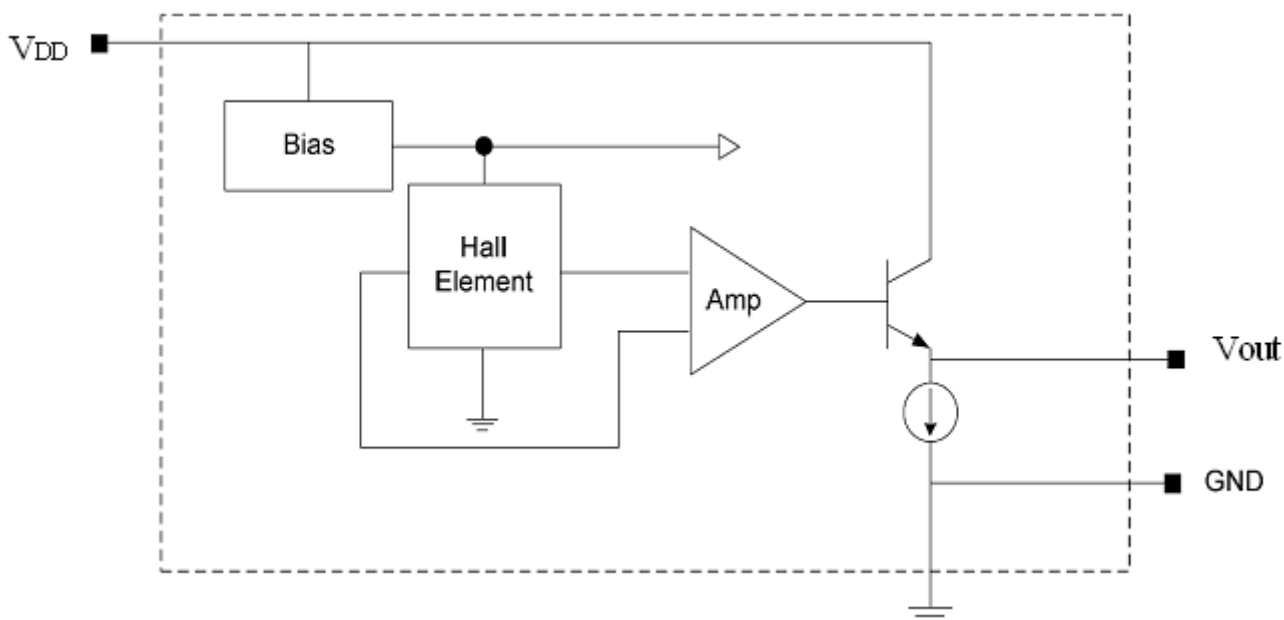 VDD
Bias
Hall
Element
Amp
Vout
GND